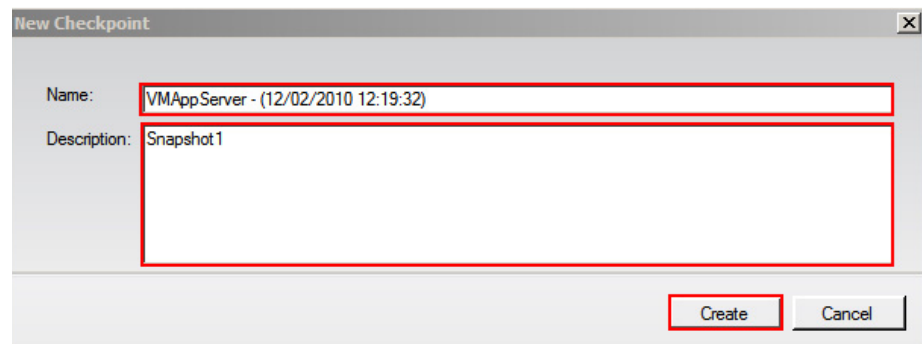 New Checkpoint
Name: VMAppServer - (12/02/2010 12:19:32)
Description: Snapshot1
Create Cancel